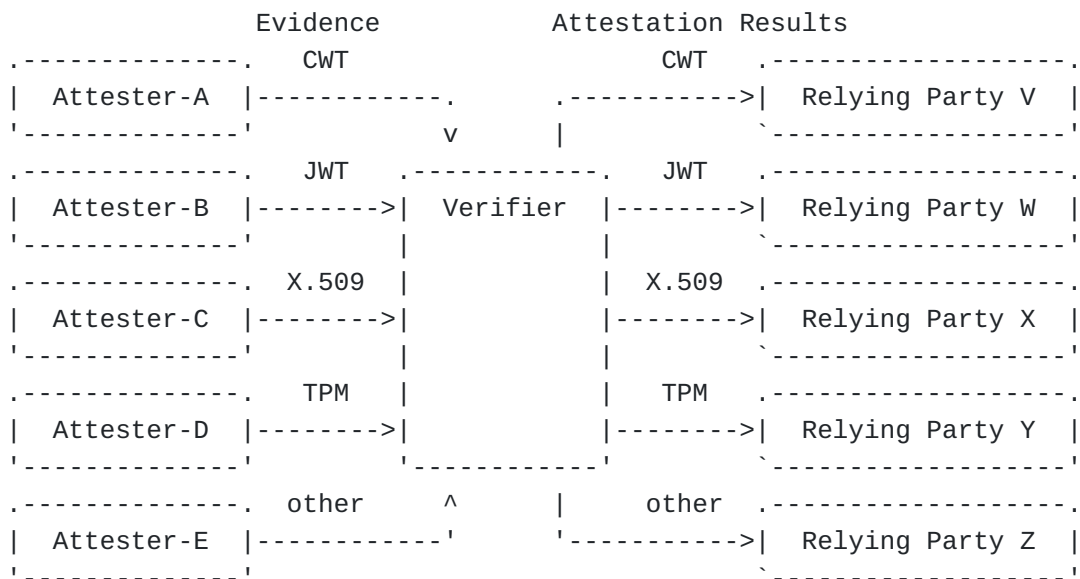 Evidence Attestation Results
CWT CWT
Attester-A Relying Party V
v
JWT JWT
Attester-B Verifier Relying Party W
X.509 X.509
Attester-C Relying Party X
TPM TPM
Attester-D Relying Party Y
other ^ other
Attester-E Relying Party Z